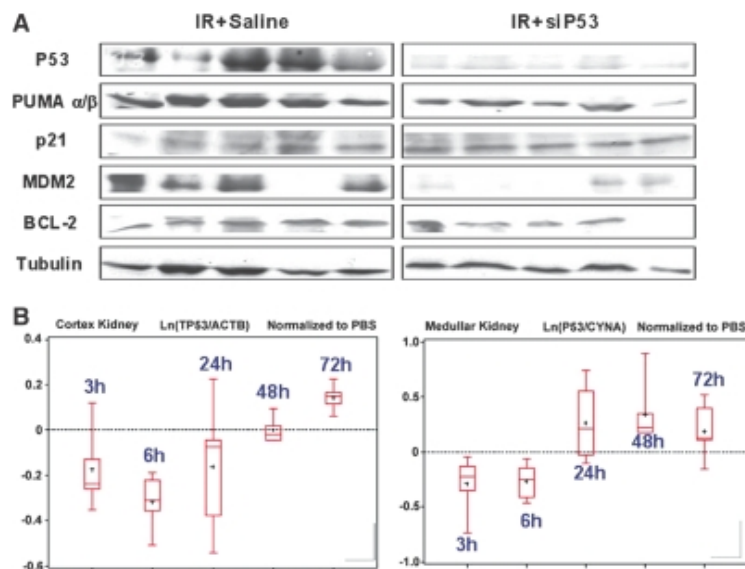 A
IR+Saline
IR+siP53
P53
PUMA α/β
p21
MDM2
BCL-2
Tubulin
B
Cortex Kidney Ln(TP53/ACTB) Normalized to PBS
0.4
0.2
0.0
-0.2
-0.4
-0.6
3h
6h
24h
48h
72h
Medullar Kidney Ln(P53/CYNA) Normalized to PBS
1.0
0.5
0.0
-0.5
-1.0
3h
6h
24h
48h
72h